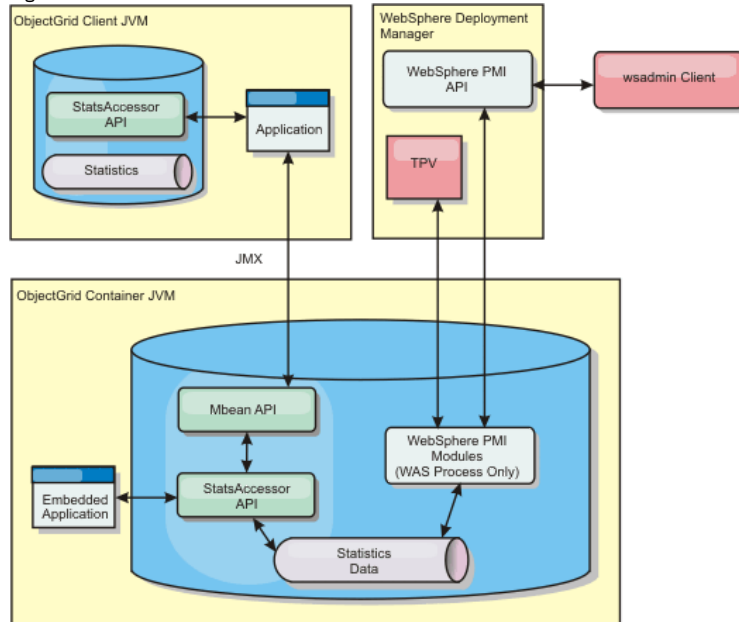 ObjectGrid Client JVM
StatsAccessor
API
Statistics
Application
WebSphere Deployment
Manager
WebSphere PMI
API
wsadmin Client
TPV
JMX
ObjectGrid Container JVM
Mbean API
StatsAccessor
API
Embedded
Application
WebSphere PMI
Modules
(WAS Process Only)
Statistics
Data